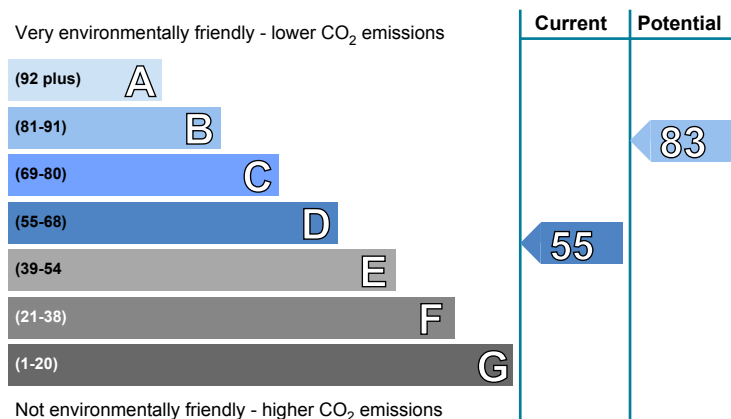 Very environmentally friendly - lower CO2 emissions
Current Potential
(92 plus) A
(81-91) B
83
(69-80) C
(55-68) D
55
(39-54 E
(21-38) F
(1-20) G
Not environmentally friendly - higher CO2 emissions